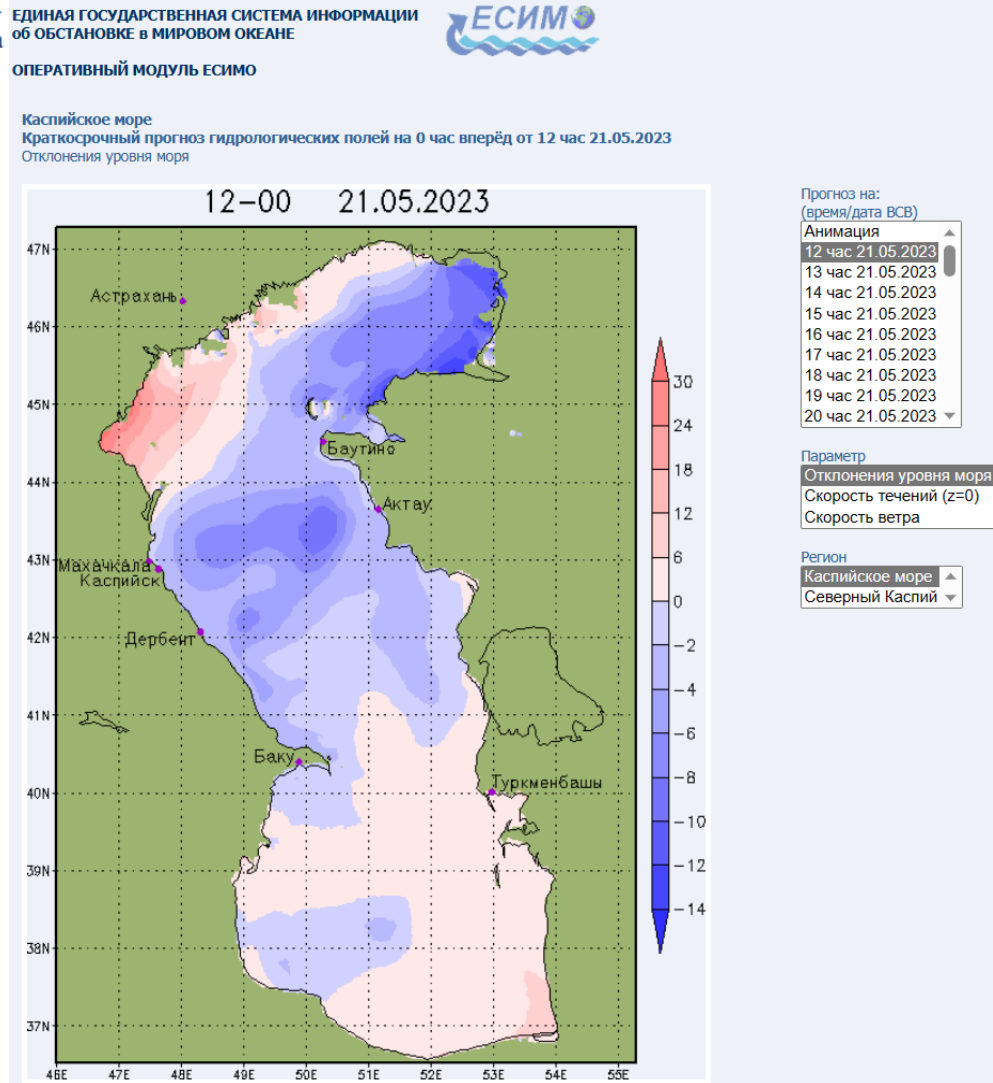 ЕДИНАЯ ГОСУДАРСТВЕННАЯ СИСТЕМА ИНФОРМАЦИИ
об ОБСТАНОВКЕ в МИРОВОМ ОКЕАНЕ
ЕСИМО
ОПЕРАТИВНЫЙ МОДУЛЬ ЕСИМО
Каспийское море
Краткосрочный прогноз гидрологических полей на 0 час вперёд от 12 час 21.05.2023
Отклонения уровня моря
12-00 21.05.2023
47N
46N
45N
44N
43N
42N
41N
40N
39N
38N
37N
46E 47E 48E 49E 50E 51E 52E 53E 54E 55E
Астрахань
Баутино
Актау
Махачкала
Каспийск
Дербент
Баку
Туркменбашы
30
24
18
12
6
0
-2
-4
-6
-8
-10
-12
-14
Прогноз на:
(время/дата ВСВ)
Анимация
12 час 21.05.2023
13 час 21.05.2023
14 час 21.05.2023
15 час 21.05.2023
16 час 21.05.2023
17 час 21.05.2023
18 час 21.05.2023
19 час 21.05.2023
20 час 21.05.2023
Параметр
Отклонения уровня моря
Скорость течений (z=0)
Скорость ветра
Регион
Каспийское море
Северный Каспий